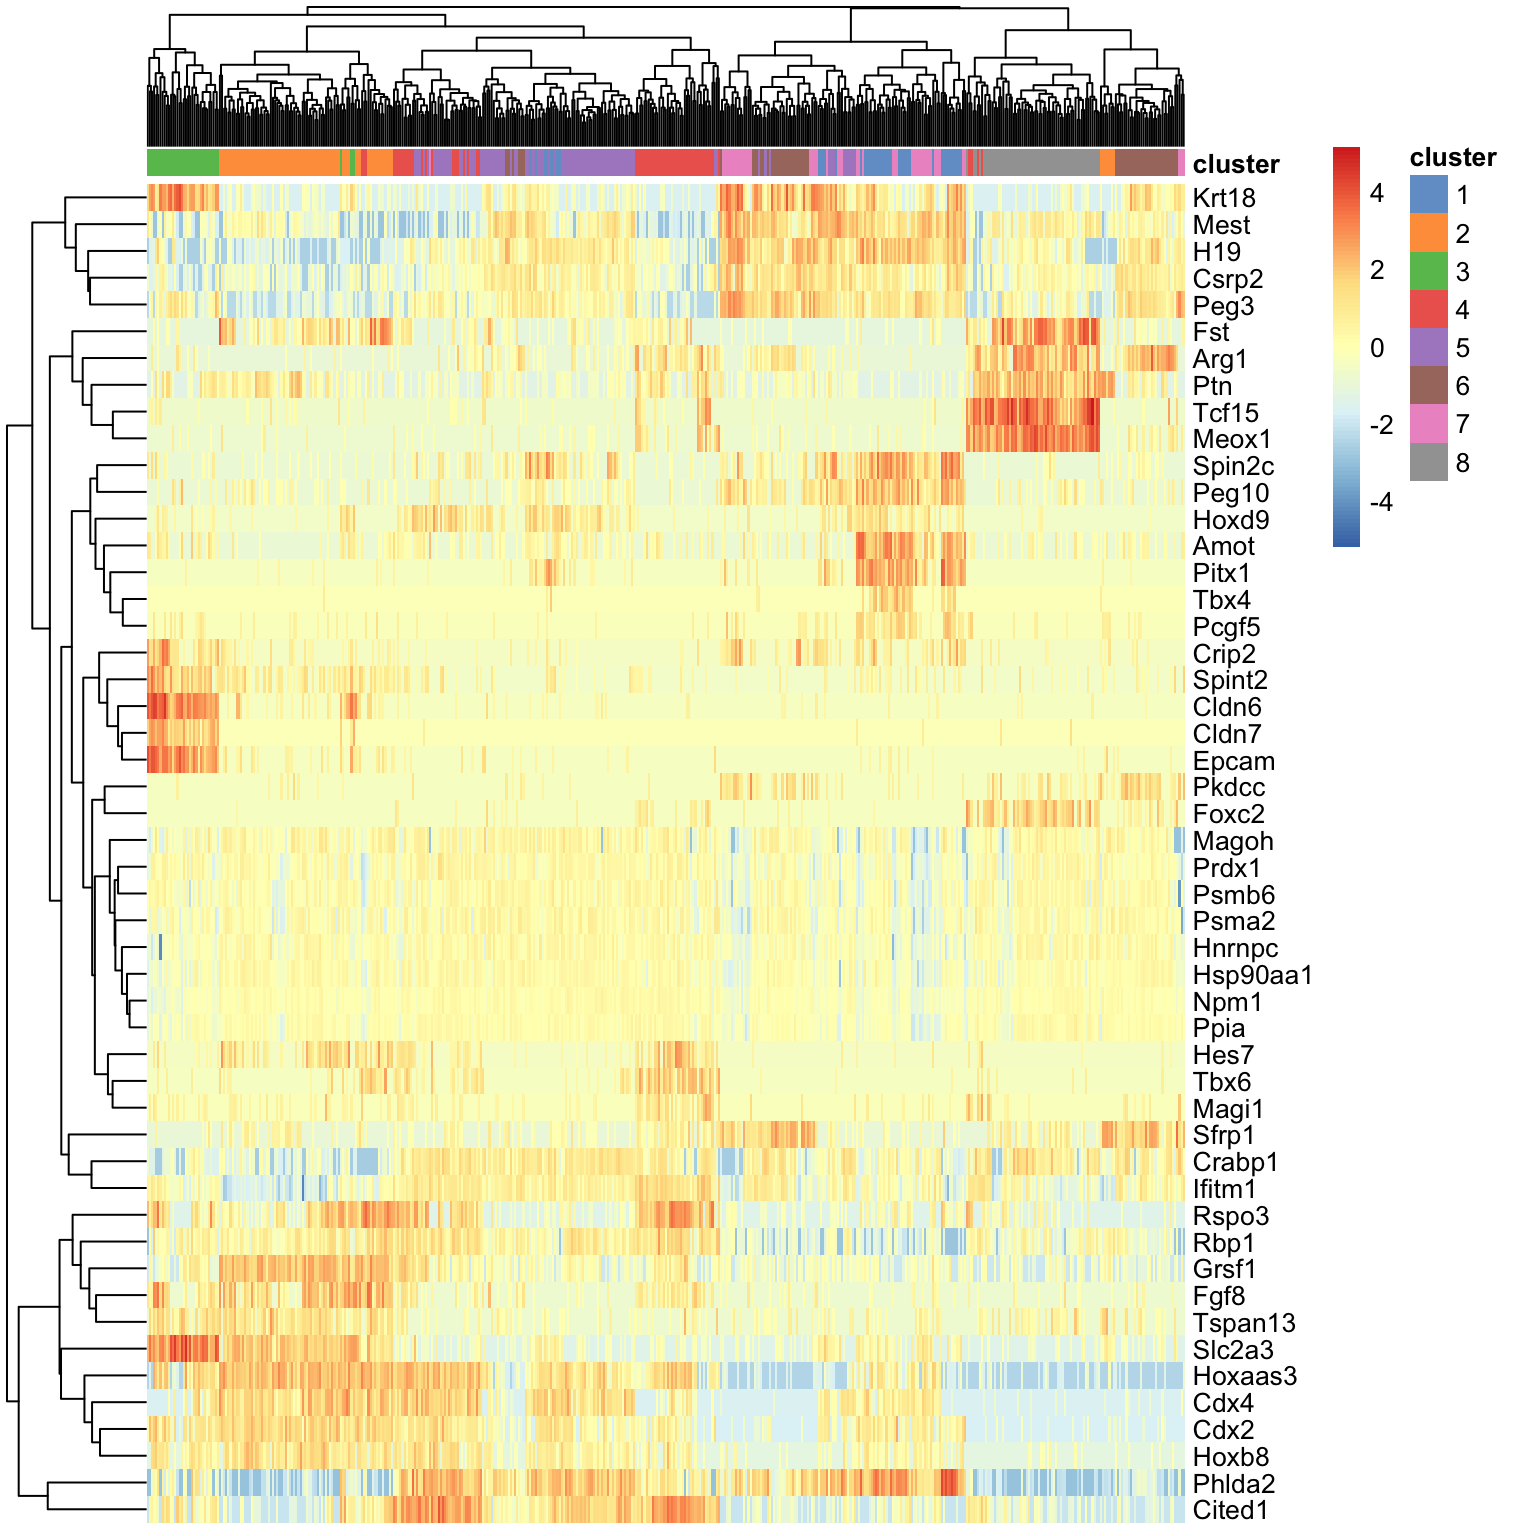 cluster
Krt18
Mest
H19
Csrp2
Peg3
Fst
Arg1
Ptn
Tcf15
Meox1
Spin2c
Peg10
Hoxd9
Amot
Pitx1
Tbx4
Pcgf5
Crip2
Spint2
Cldn6
Cldn7
Epcam
Pkdcc
Foxc2
Magoh
Prdx1
Psmb6
Psma2
Hnrnpc
Hsp90aa1
Npm1
Ppia
Hes7
Tbx6
Magi1
Sfrp1
Crabp1
Ifitm1
Rspo3
Rbp1
Grsf1
Fgf8
Tspan13
Slc2a3
Hoxaas3
Cdx4
Cdx2
Hoxb8
Phlda2
Cited1
4
2
0
-2
-4
cluster
1
2
3
4
5
6
7
8